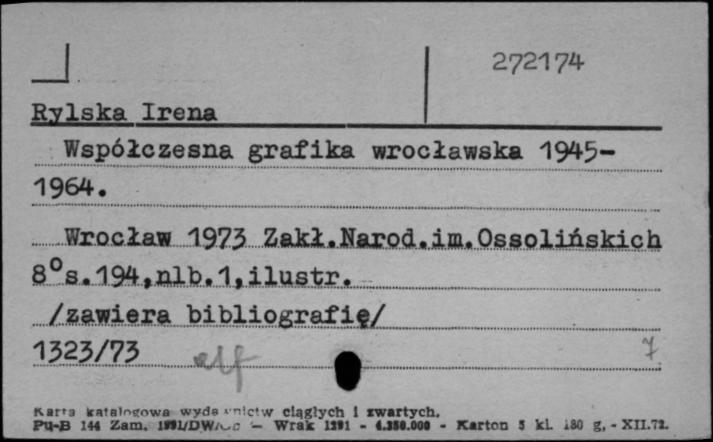 272174
Rylska Irena
Współczesna grafika wrocławska 1945-
1964.
Wrocław 1973 Zakł.Narod.im.Ossolińskich
8° s.194,nlb.1,ilustr.
/zawiera bibliografię/
1323/73
7
Karta katalogowa wydawnictw ciągłych i zwartych.
Pu-B 144 Zam. — Wrak 1291 - 4.350.000 - Karton 5 kl. 180 g, - XII.72.